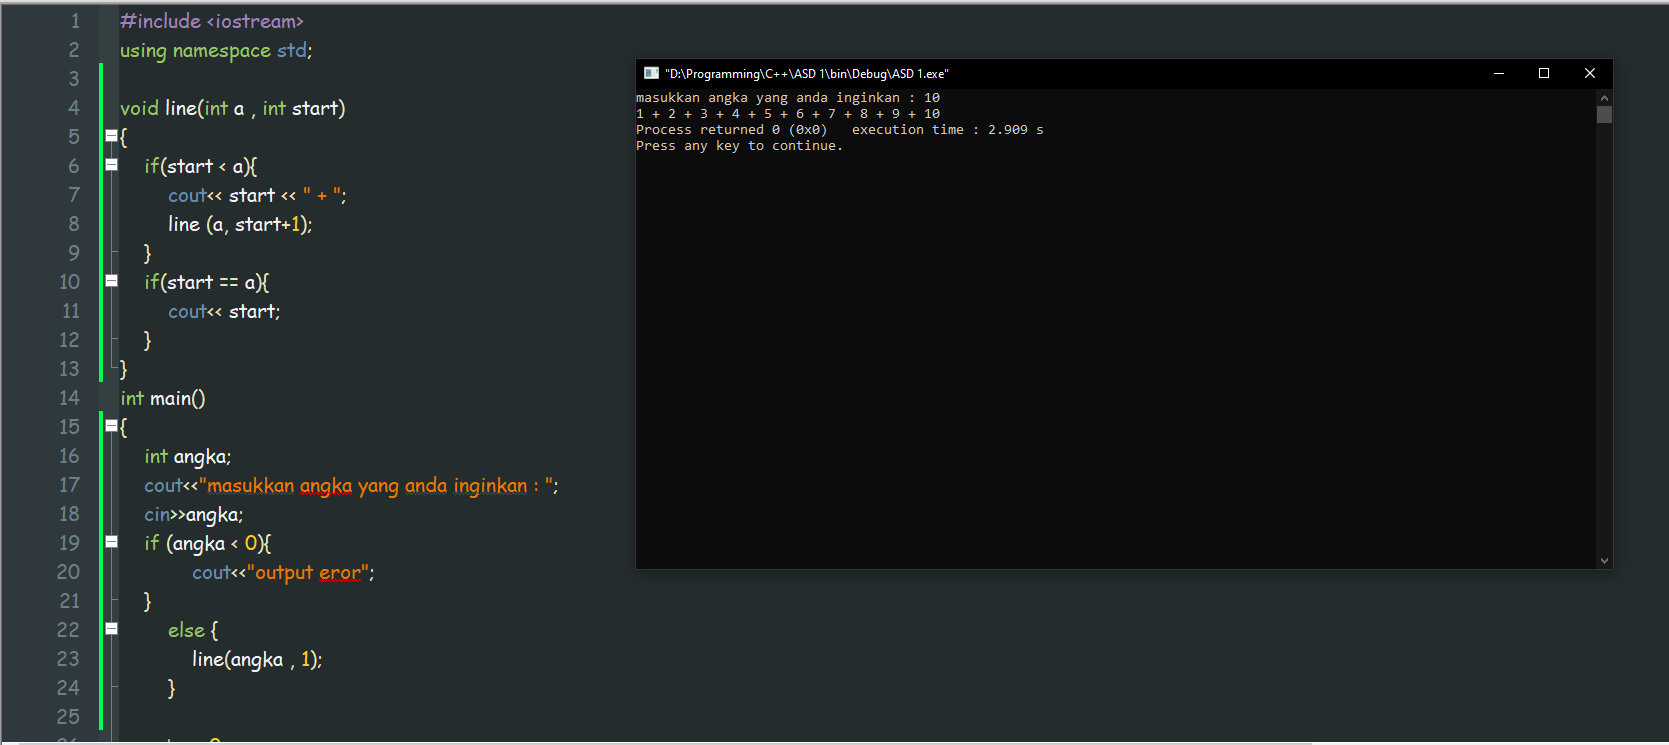 1 #include <iostream>
2 using namespace std;
3
4 void line(int a , int start)
5 {
6 if(start < a){
7 cout<< start << " + ";
8 line (a, start+1);
9 }
10 if(start == a){
11 cout<< start;
12 }
13 }
14 int main()
15 {
16 int angka;
17 cout<<"masukkan angka yang anda inginkan : ";
18 cin>>angka;
19 if (angka < 0){
20 cout<<"output eror";
21 }
22 else {
23 line(angka , 1);
24 }
25
"D:\Programming\C++\ASD 1\bin\Debug\ASD 1.exe"
masukkan angka yang anda inginkan : 10
1 + 2 + 3 + 4 + 5 + 6 + 7 + 8 + 9 + 10
Process returned 0 (0x0)   execution time : 2.909 s
Press any key to continue.